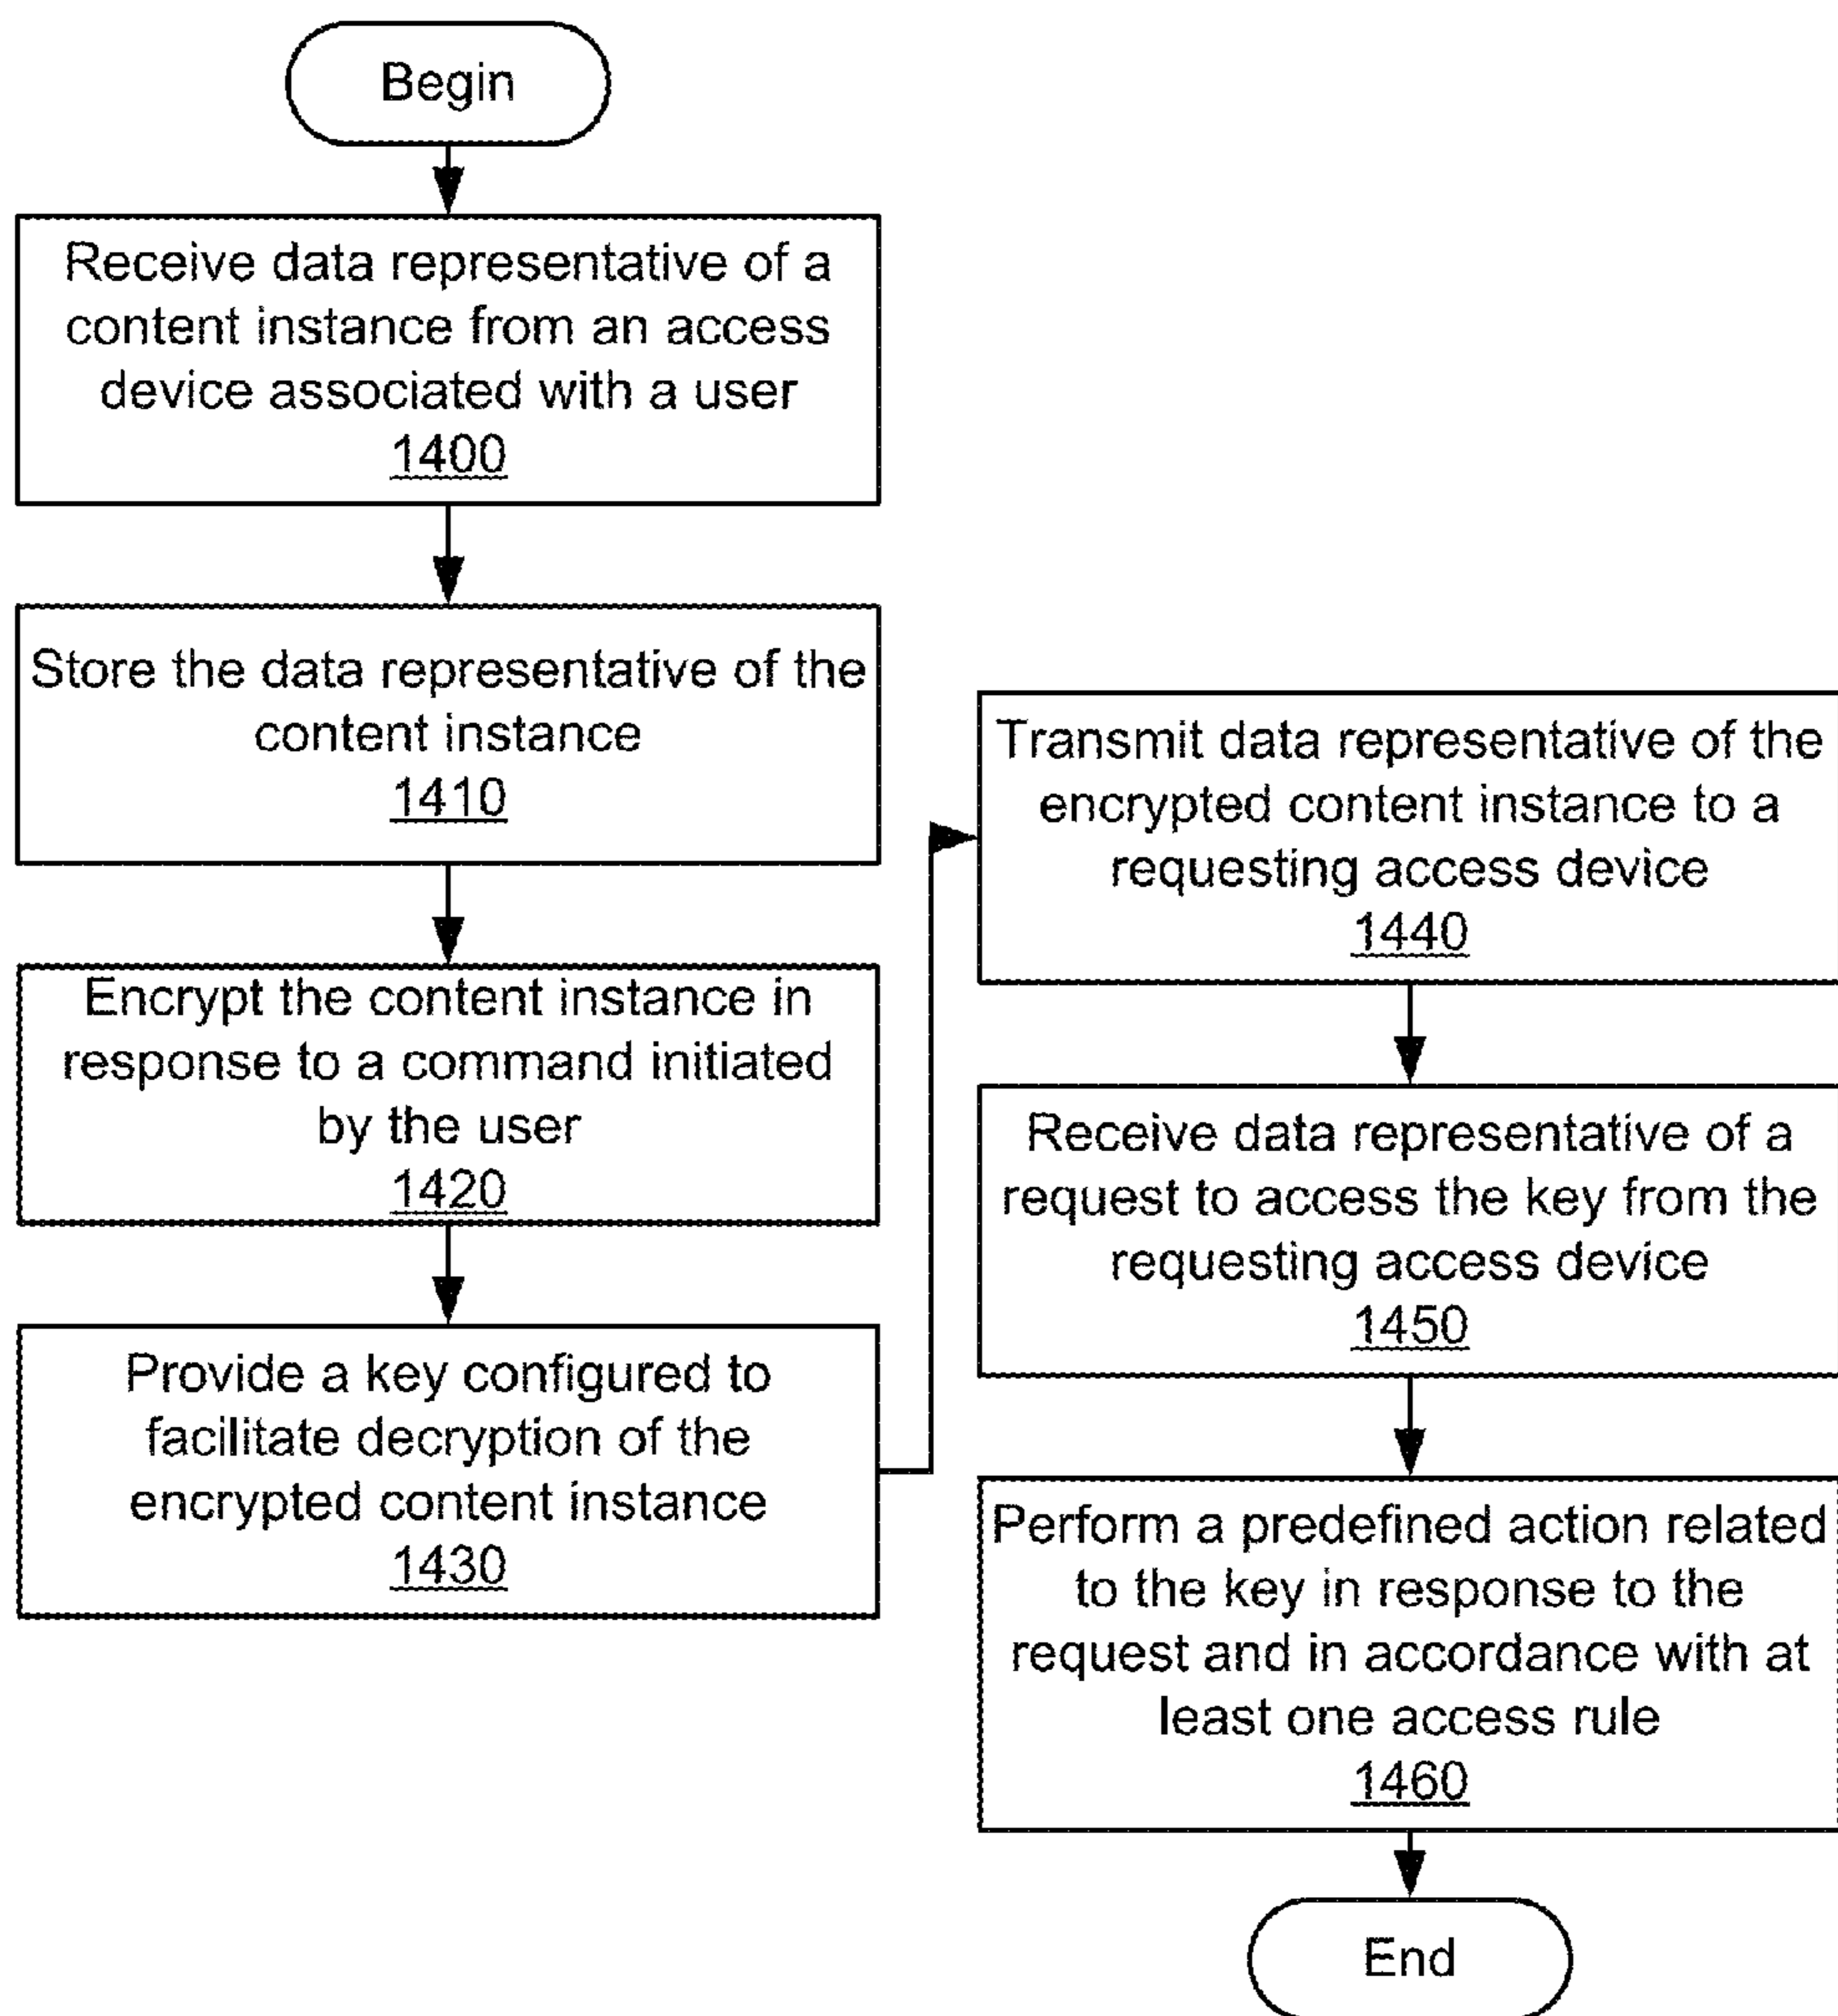 Begin
Receive data representative of a
content instance from an access
device associated with a user
1400
Store the data representative of the
content instance
1410
Encrypt the content instance in
response to a command initiated
by the user
1420
Provide a key configured to
facilitate decryption of the
encrypted content instance
1430
Transmit data representative of the
encrypted content instance to a
requesting access device
1440
Receive data representative of a
request to access the key from the
requesting access device
1450
Perform a predefined action related
to the key in response to the
request and in accordance with at
least one access rule
1460
End